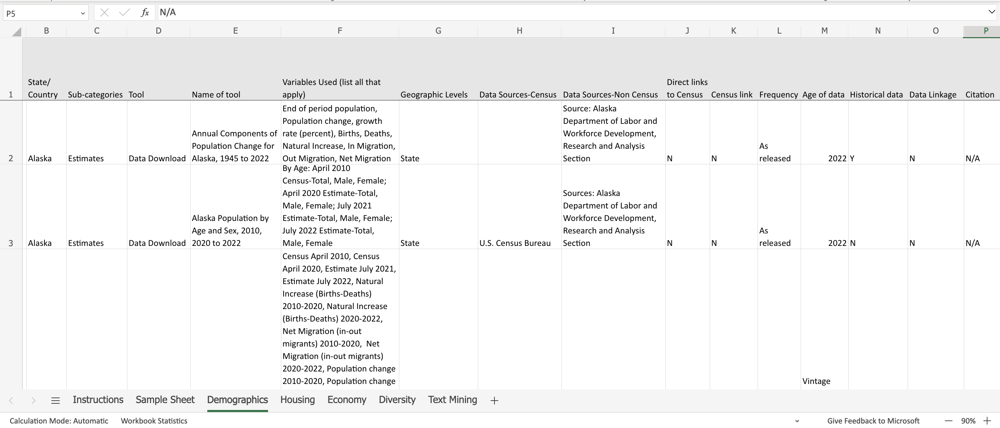 P5
fx
N/A
B C D E F G H I J K L M N O P
1
State/
Country
Sub-categories
Tool
Name of tool
Variables Used (list all that
apply)
Geographic Levels
Data Sources-Census
Data Sources-Non Census
Direct links
to Census
Census link
Frequency
Age of data
Historical data
Data Linkage
Citation
2
Alaska
Estimates
Data Download
Annual Components of
Population Change for
Alaska, 1945 to 2022
End of period population,
Population change, growth
rate (percent), Births, Deaths,
Natural Increase, In Migration,
Out Migration, Net Migration
State
Source: Alaska
Department of Labor and
Workforce Development,
Research and Analysis
Section
N
N
As
released
2022
Y
N
N/A
3
Alaska
Estimates
Data Download
Alaska Population by
Age and Sex, 2010,
2020 to 2022
By Age: April 2010
Census-Total, Male, Female;
April 2020 Estimate-Total,
Male, Female; July 2021
Estimate-Total, Male, Female;
July 2022 Estimate-Total,
Male, Female
State
U.S. Census Bureau
Sources: Alaska
Department of Labor and
Workforce Development,
Research and Analysis
Section
N
N
As
released
2022
N
N
N/A
Census April 2010, Census
April 2020, Estimate July 2021,
Estimate July 2022, Natural
Increase (Births-Deaths)
2010-2020, Natural Increase
(Births-Deaths) 2020-2022,
Net Migration (in-out
migrants) 2010-2020,  Net
Migration (in-out migrants)
2020-2022, Population change
2010-2020, Population change
Vintage
Instructions Sample Sheet Demographics Housing Economy Diversity Text Mining
Calculation Mode: Automatic Workbook Statistics Give Feedback to Microsoft 90%